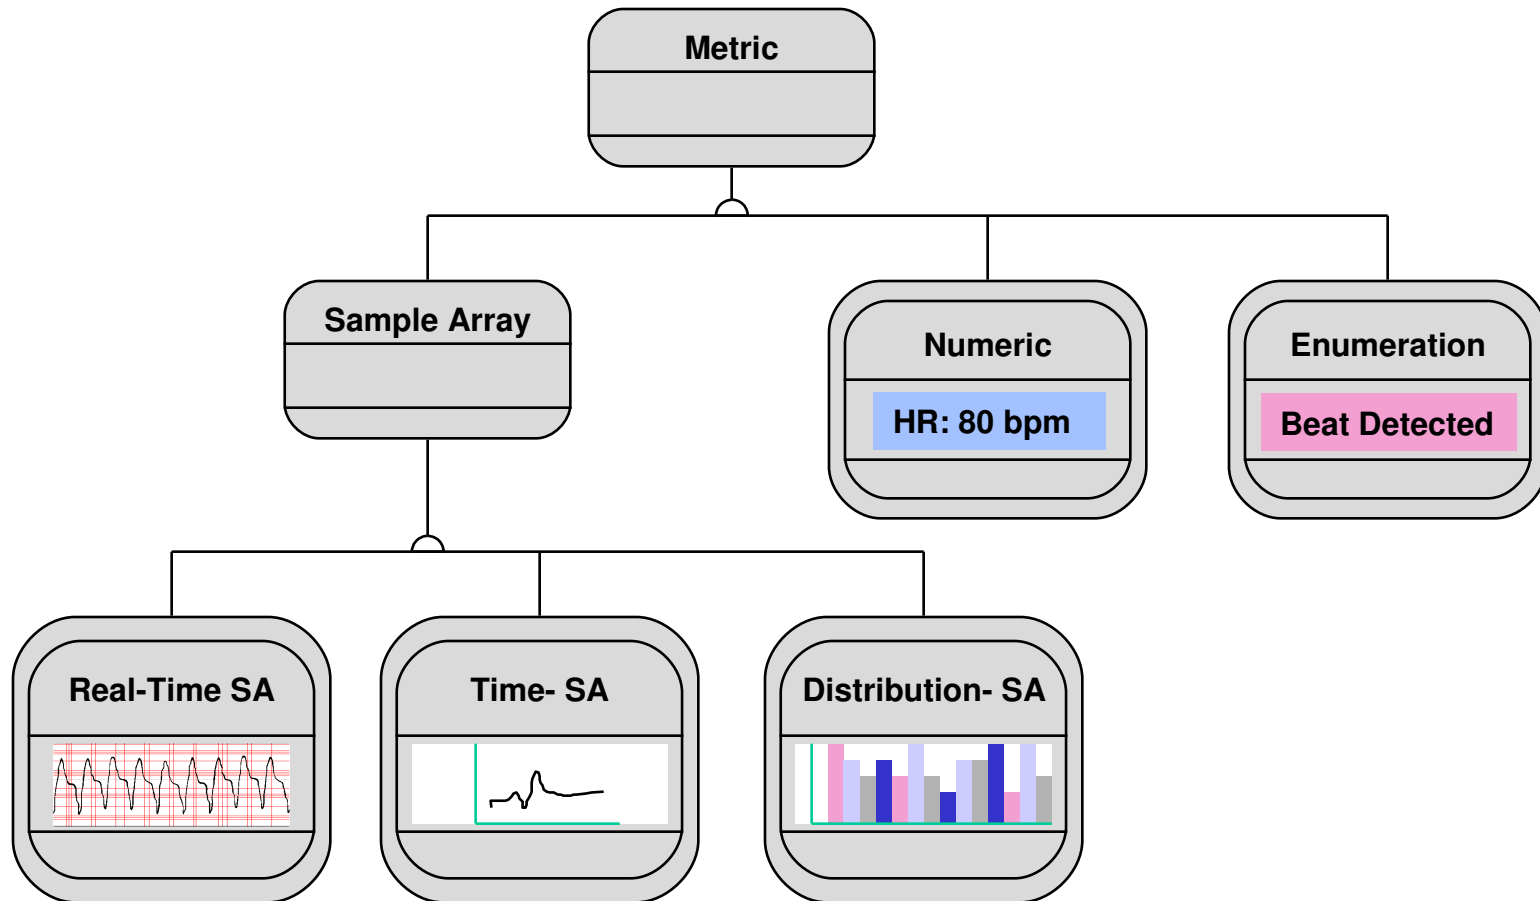 Metric
Sample Array
Numeric
HR: 80 bpm
Enumeration
Beat Detected
Real-Time SA
Time- SA
Distribution- SA